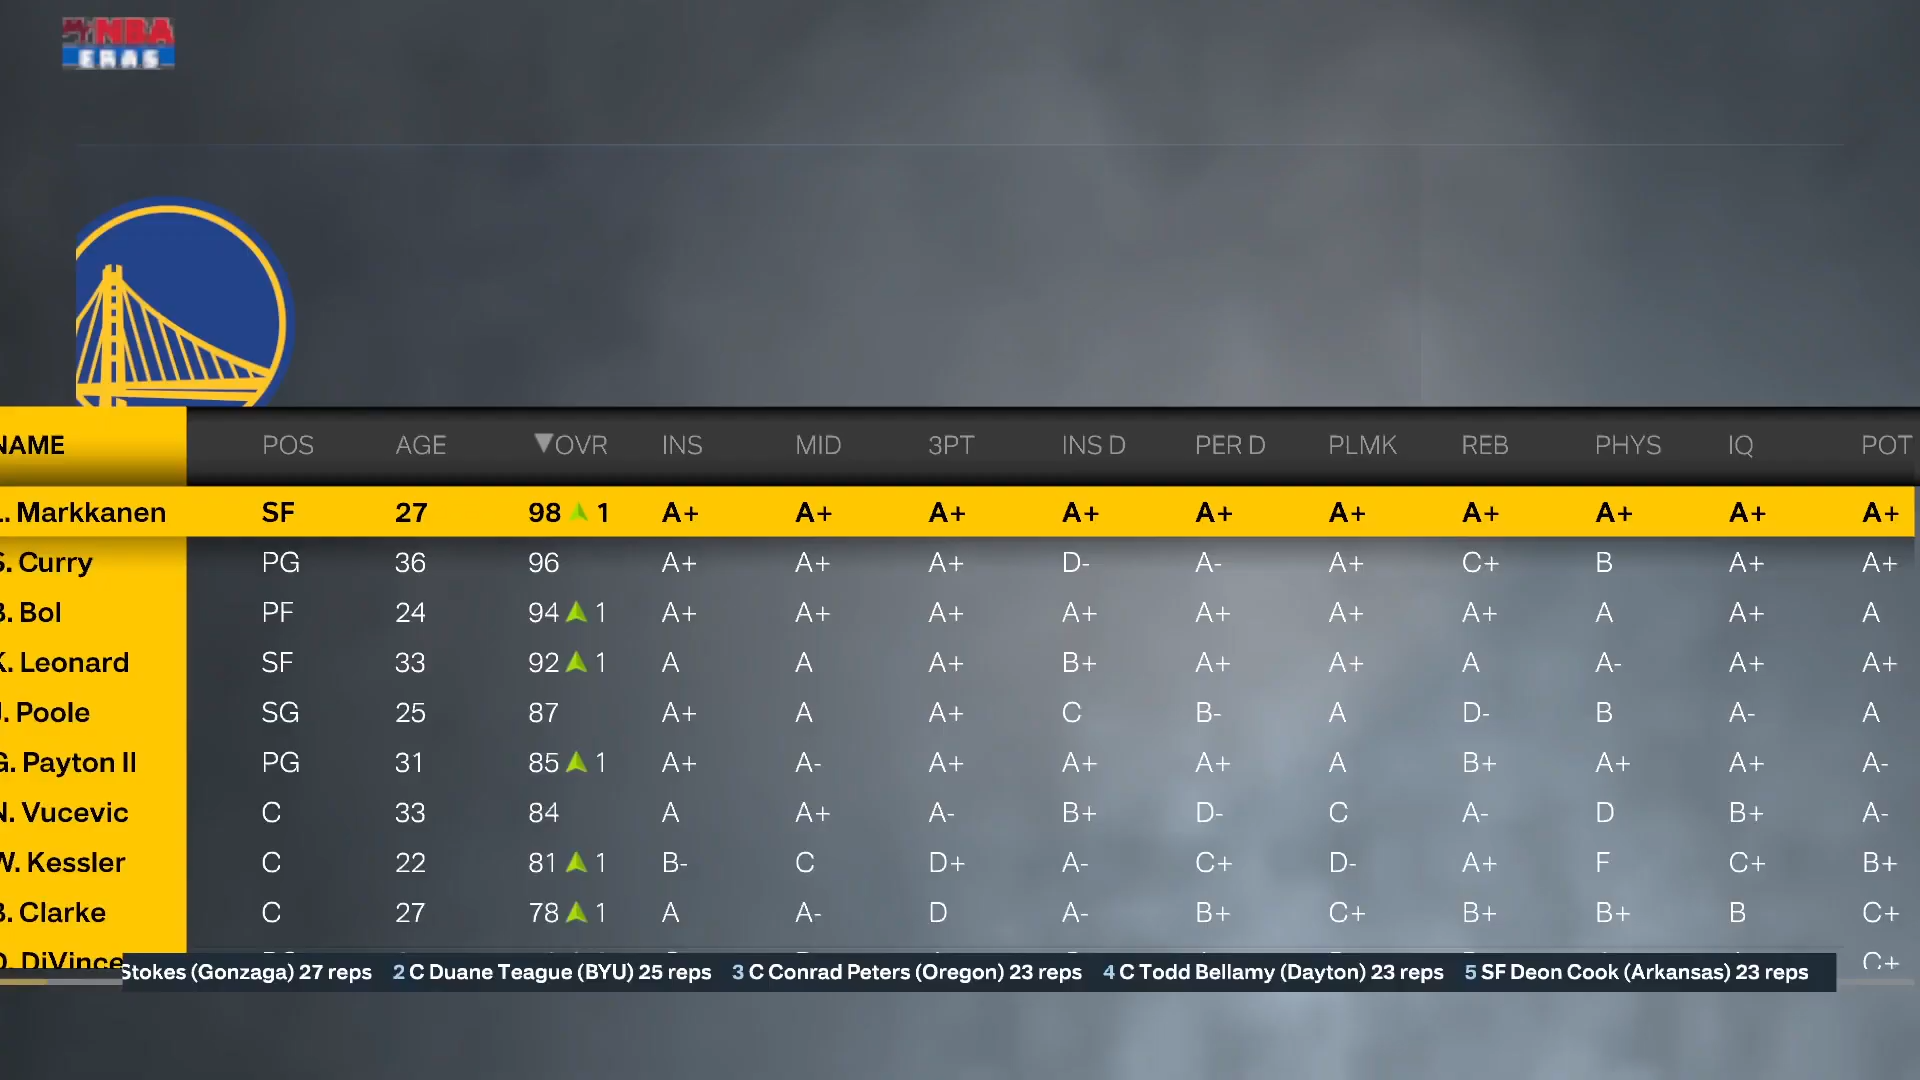 MyNBA
ERAS
NAME POS AGE ▼OVR INS MID 3PT INS D PER D PLMK REB PHYS IQ POT
L. Markkanen SF 27 98 ▲ 1 A+ A+ A+ A+ A+ A+ A+ A+ A+ A+
S. Curry PG 36 96 A+ A+ A+ D- A- A+ C+ B A+ A+
B. Bol PF 24 94 ▲ 1 A+ A+ A+ A+ A+ A+ A+ A A+ A
K. Leonard SF 33 92 ▲ 1 A A A+ B+ A+ A+ A A- A+ A+
J. Poole SG 25 87 A+ A A+ C B- A D- B A- A
G. Payton II PG 31 85 ▲ 1 A+ A- A+ A+ A+ A B+ A+ A+ A-
N. Vucevic C 33 84 A A+ A- B+ D- C A- D B+ A-
W. Kessler C 22 81 ▲ 1 B- C D+ A- C+ D- A+ F C+ B+
B. Clarke C 27 78 ▲ 1 A A- D A- B+ C+ B+ B+ B C+
D. DiVince C+
Stokes (Gonzaga) 27 reps 2 C Duane Teague (BYU) 25 reps 3 C Conrad Peters (Oregon) 23 reps 4 C Todd Bellamy (Dayton) 23 reps 5 SF Deon Cook (Arkansas) 23 reps